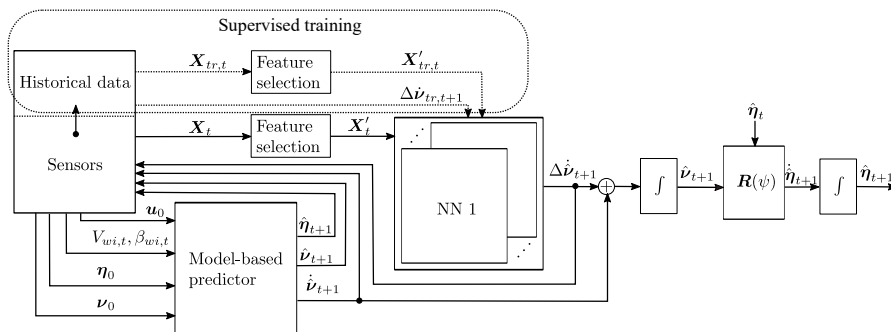 Supervised training
Historical data
X_{tr,t}
Feature selection
X'_{tr,t}
Δν̇_{tr,t+1}
Sensors
X_t
Feature selection
X'_t
⋰
NN 1
⋱
Δν̇̂_{t+1}
∫
ν̂_{t+1}
η̂_t
R(ψ)
η̇̂_{t+1}
∫
η̂_{t+1}
u_0
V_{wi,t}, β_{wi,t}
η_0
ν_0
Model-based predictor
η̂_{t+1}
ν̂_{t+1}
ν̇̂_{t+1}